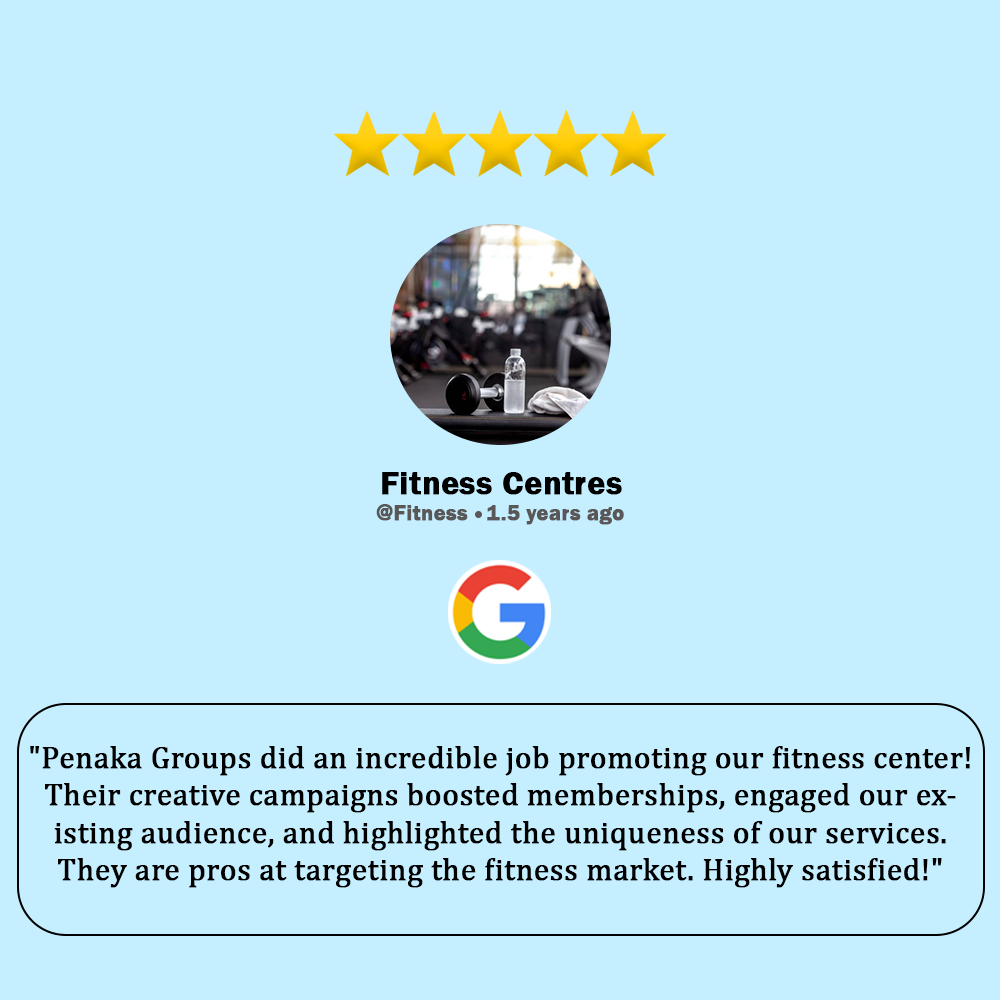 Fitness Centres
@Fitness • 1.5 years ago
"Penaka Groups did an incredible job promoting our fitness center!
Their creative campaigns boosted memberships, engaged our ex-
isting audience, and highlighted the uniqueness of our services.
They are pros at targeting the fitness market. Highly satisfied!"